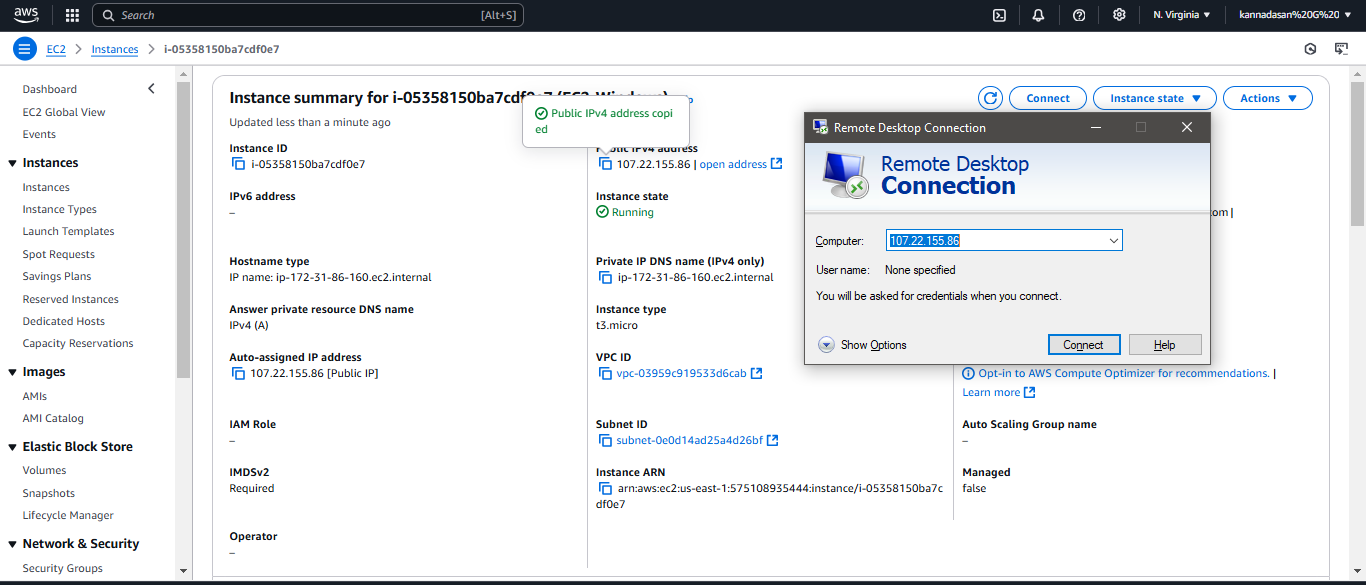 aws
Search
[Alt+S]
N. Virginia
kannadasan%20G%20
EC2
Instances
i-05358150ba7cdf0e7
Dashboard
EC2 Global View
Events
Instances
Instances
Instance Types
Launch Templates
Spot Requests
Savings Plans
Reserved Instances
Dedicated Hosts
Capacity Reservations
Images
AMIs
AMI Catalog
Elastic Block Store
Volumes
Snapshots
Lifecycle Manager
Network & Security
Security Groups
Instance summary for i-05358150ba7cdf0e7 (EC2-Windows)
Updated less than a minute ago
Connect
Instance state
Actions
Public IPv4 address copi
ed
Instance ID
i-05358150ba7cdf0e7
IPv6 address
–
Hostname type
IP name: ip-172-31-86-160.ec2.internal
Answer private resource DNS name
IPv4 (A)
Auto-assigned IP address
107.22.155.86 [Public IP]
IAM Role
–
IMDSv2
Required
Operator
–
Public IPv4 address
107.22.155.86 | open address
Instance state
Running
Private IP DNS name (IPv4 only)
ip-172-31-86-160.ec2.internal
Instance type
t3.micro
VPC ID
vpc-03959c919533d6cab
Subnet ID
subnet-0e0d14ad25a4d26bf
Instance ARN
arn:aws:ec2:us-east-1:575108935444:instance/i-05358150ba7c
df0e7
Remote Desktop Connection
Remote Desktop
Connection
Computer:
107.22.155.86
User name:
None specified
You will be asked for credentials when you connect.
Show Options
Connect
Help
om |
Opt-in to AWS Compute Optimizer for recommendations. |
Learn more
Auto Scaling Group name
–
Managed
false